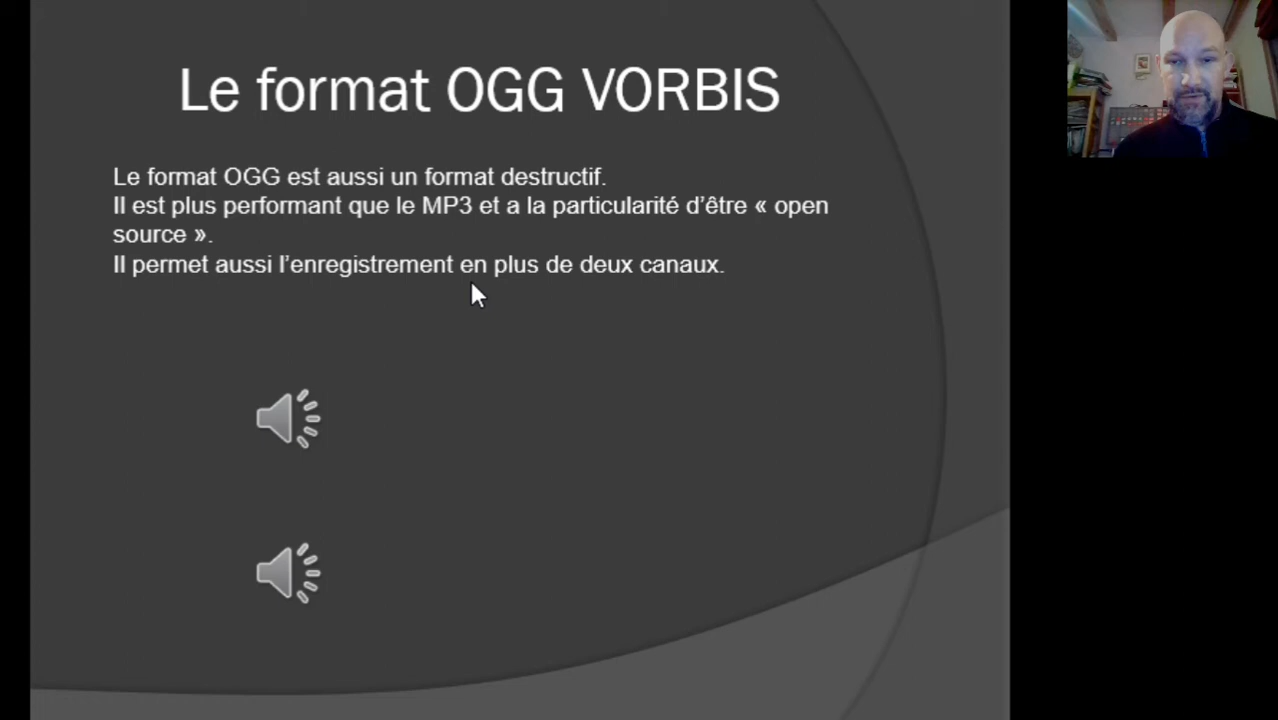 Le format OGG VORBIS
Le format OGG est aussi un format destructif.
Il est plus performant que le MP3 et a la particularité d’être « open
source ».
Il permet aussi l’enregistrement en plus de deux canaux.